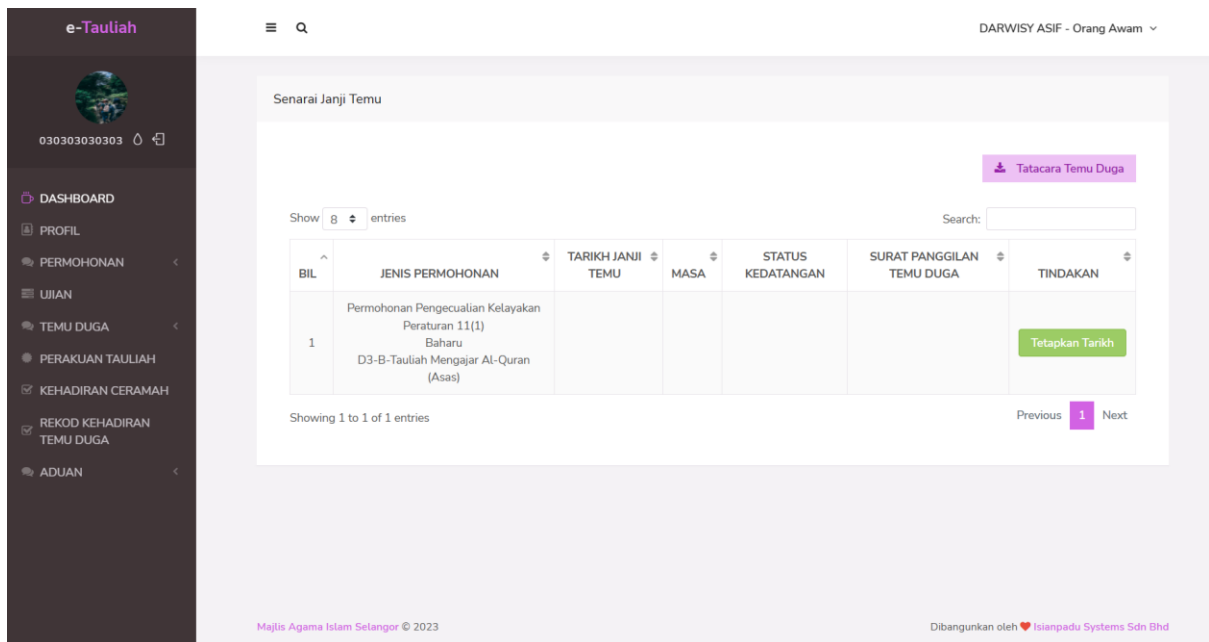 e-Tauliah
DARWISY ASIF - Orang Awam
030303030303
DASHBOARD
PROFIL
PERMOHONAN
UJIAN
TEMU DUGA
PERAKUAN TAULIAH
KEHADIRAN CERAMAH
REKOD KEHADIRAN
TEMU DUGA
ADUAN
Senarai Janji Temu
Tatacara Temu Duga
Show 8 entries
Search:
BIL
JENIS PERMOHONAN
TARIKH JANJI
TEMU
MASA
STATUS
KEDATANGAN
SURAT PANGGILAN
TEMU DUGA
TINDAKAN
1
Permohonan Pengecualian Kelayakan
Peraturan 11(1)
Baharu
D3-B-Tauliah Mengajar Al-Quran
(Asas)
Tetapkan Tarikh
Showing 1 to 1 of 1 entries
Previous 1 Next
Majlis Agama Islam Selangor © 2023
Dibangunkan oleh ❤ Isianpadu Systems Sdn Bhd